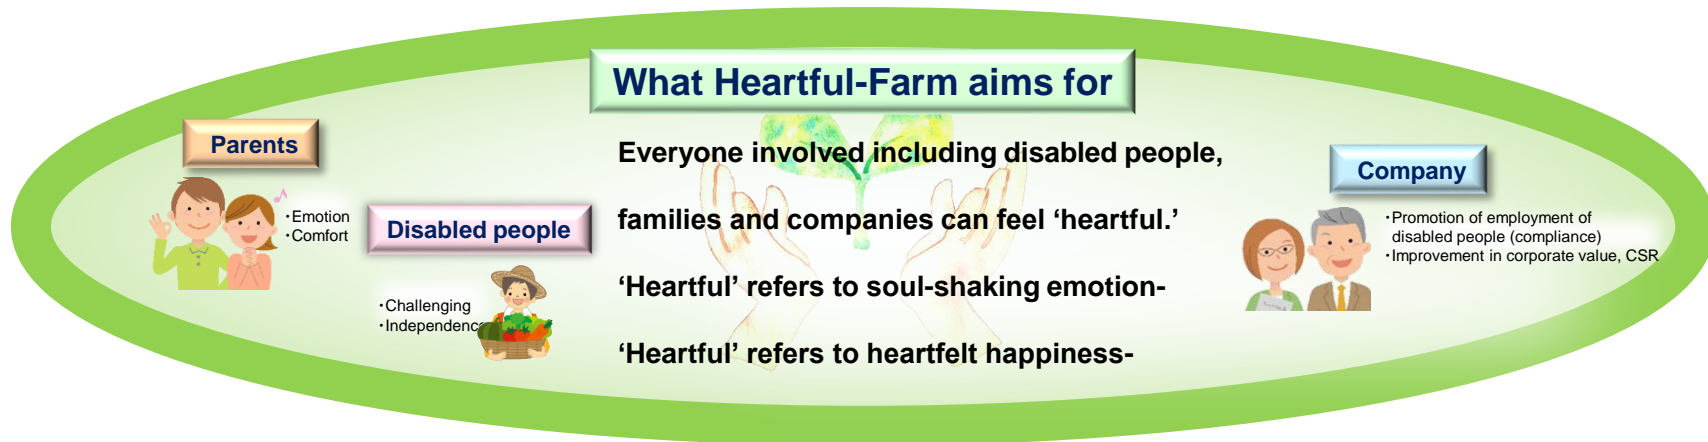 What Heartful-Farm aims for
Parents
・Emotion
・Comfort
Disabled people
・Challenging
・Independence
Everyone involved including disabled people,
families and companies can feel ‘heartful.’
‘Heartful’ refers to soul-shaking emotion-
‘Heartful’ refers to heartfelt happiness-
Company
・Promotion of employment of
disabled people (compliance)
・Improvement in corporate value, CSR